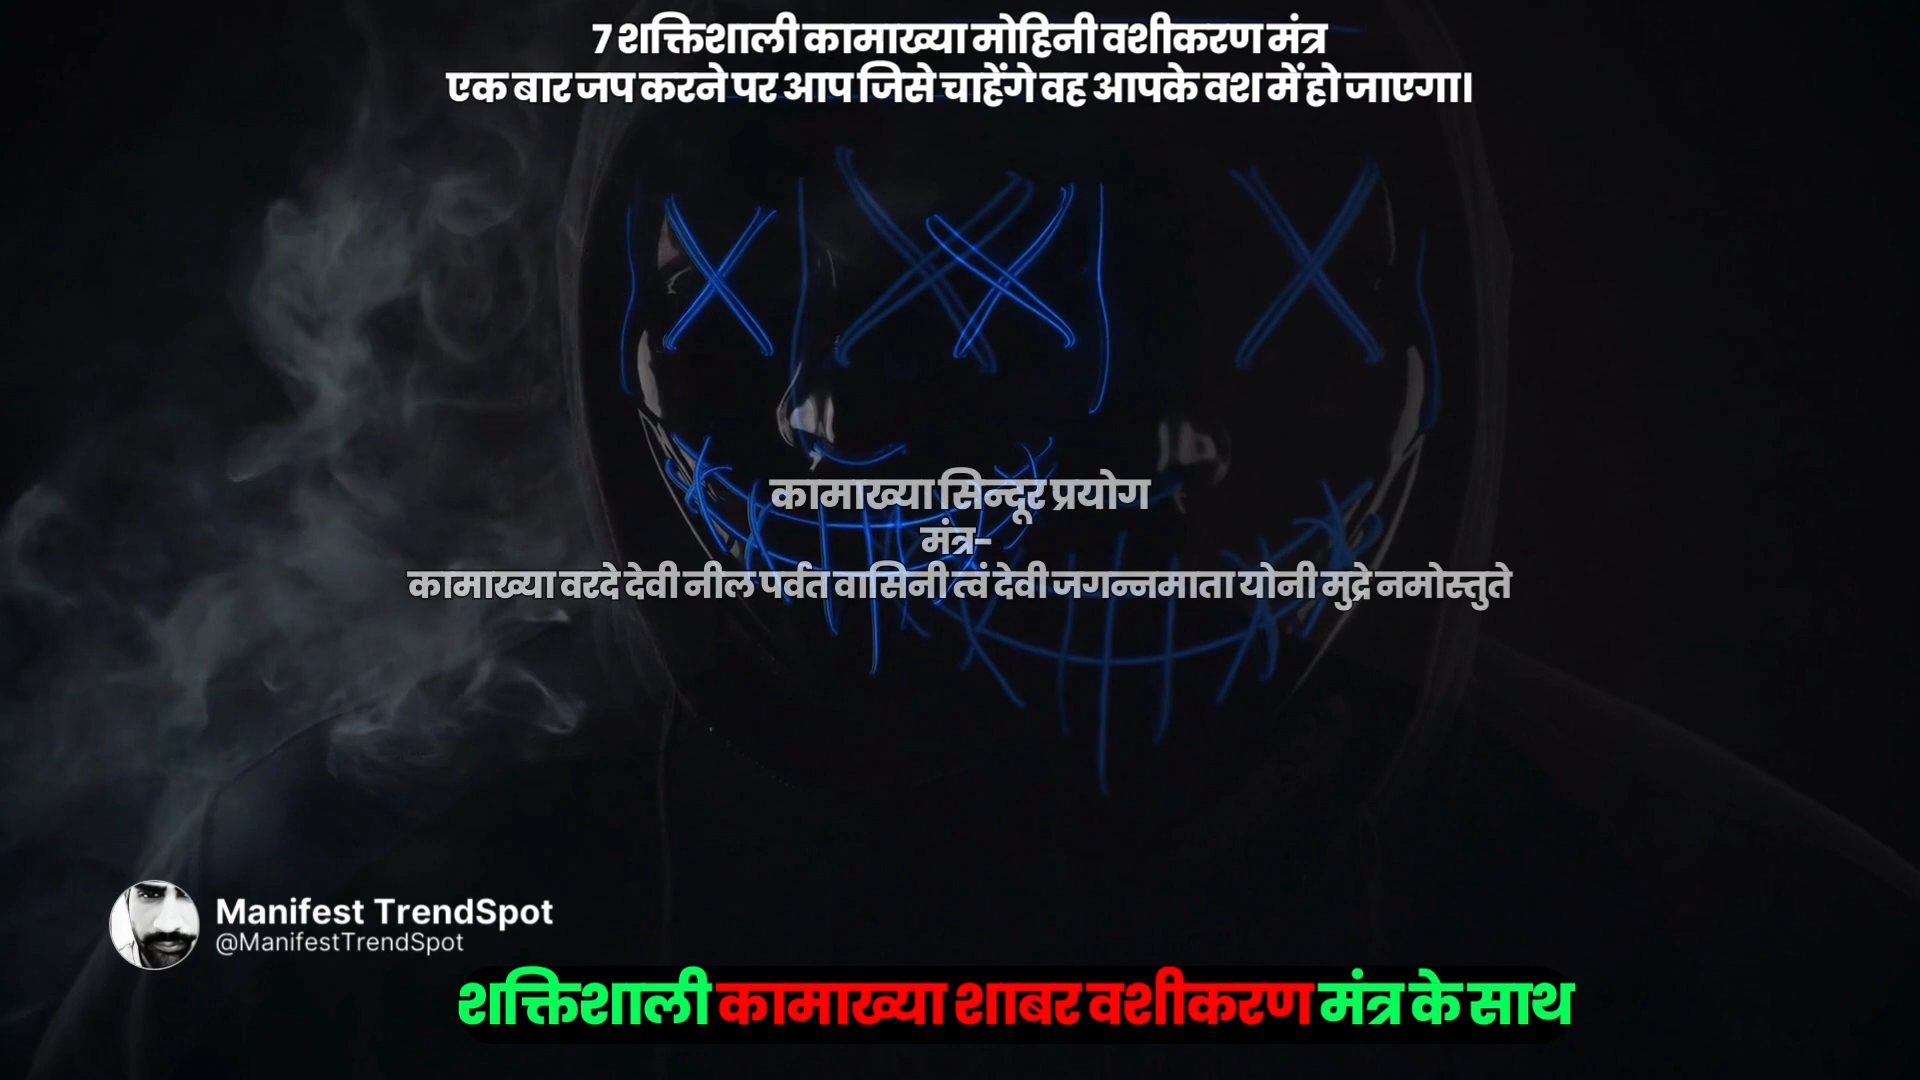 7 शक्तिशाली कामाख्या मोहिनी वशीकरण मंत्र
एक बार जप करने पर आप जिसे चाहेंगे वह आपके वश में हो जाएगा।
कामाख्या सिन्दूर प्रयोग
मंत्र-
कामाख्या वरदे देवी नील पर्वत वासिनी त्वं देवी जगन्नमाता योनी मुद्रे नमोस्तुते
Manifest TrendSpot
@ManifestTrendSpot
शक्तिशाली कामाख्या शाबर वशीकरण मंत्र के साथ